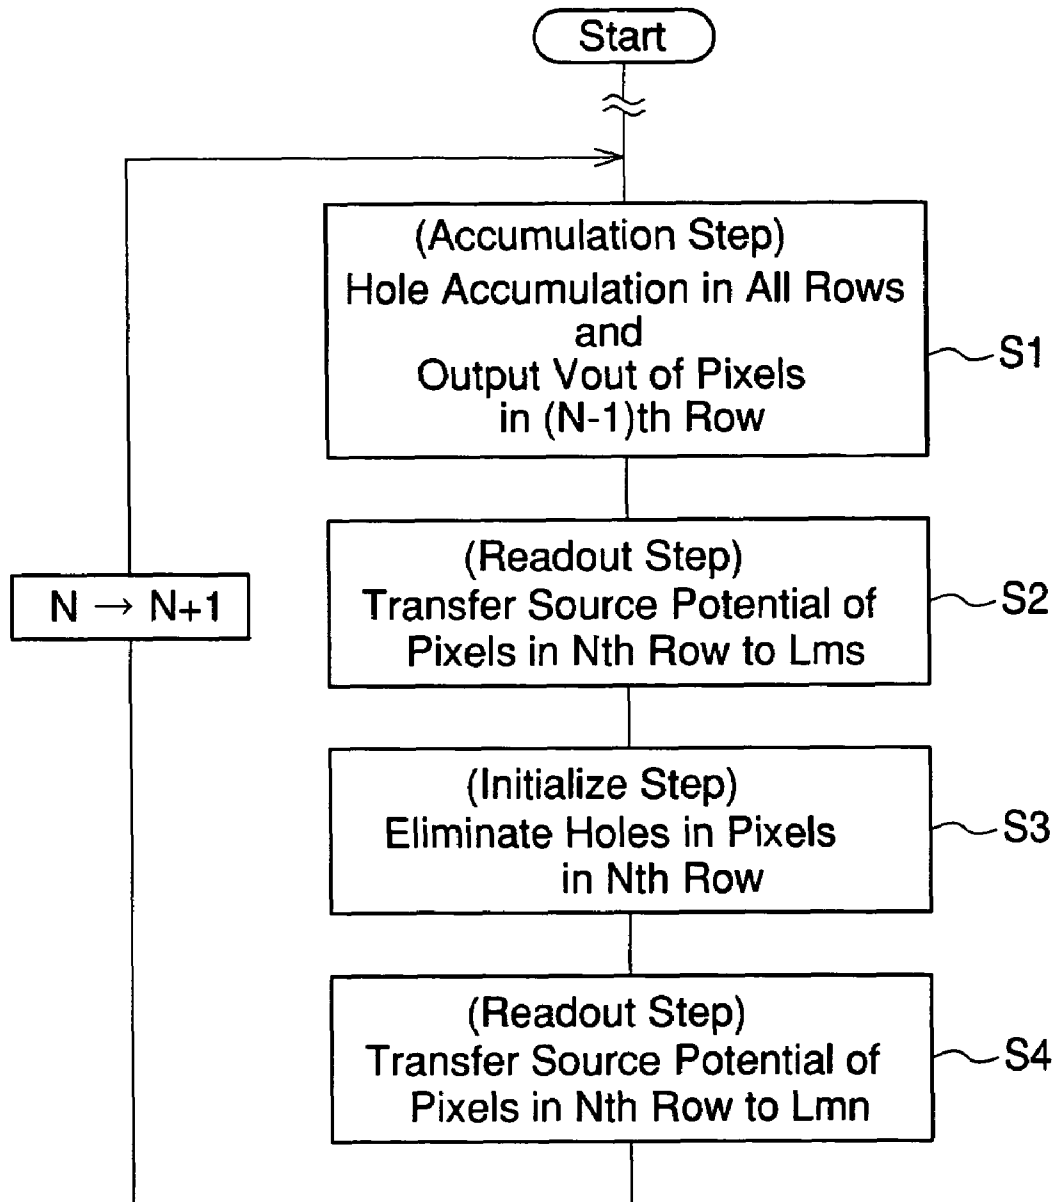 Start
(Accumulation Step)
Hole Accumulation in All Rows
and
Output Vout of Pixels
in (N-1)th Row
S1
(Readout Step)
Transfer Source Potential of
Pixels in Nth Row to Lms
S2
N → N+1
(Initialize Step)
Eliminate Holes in Pixels
in Nth Row
S3
(Readout Step)
Transfer Source Potential of
Pixels in Nth Row to Lmn
S4